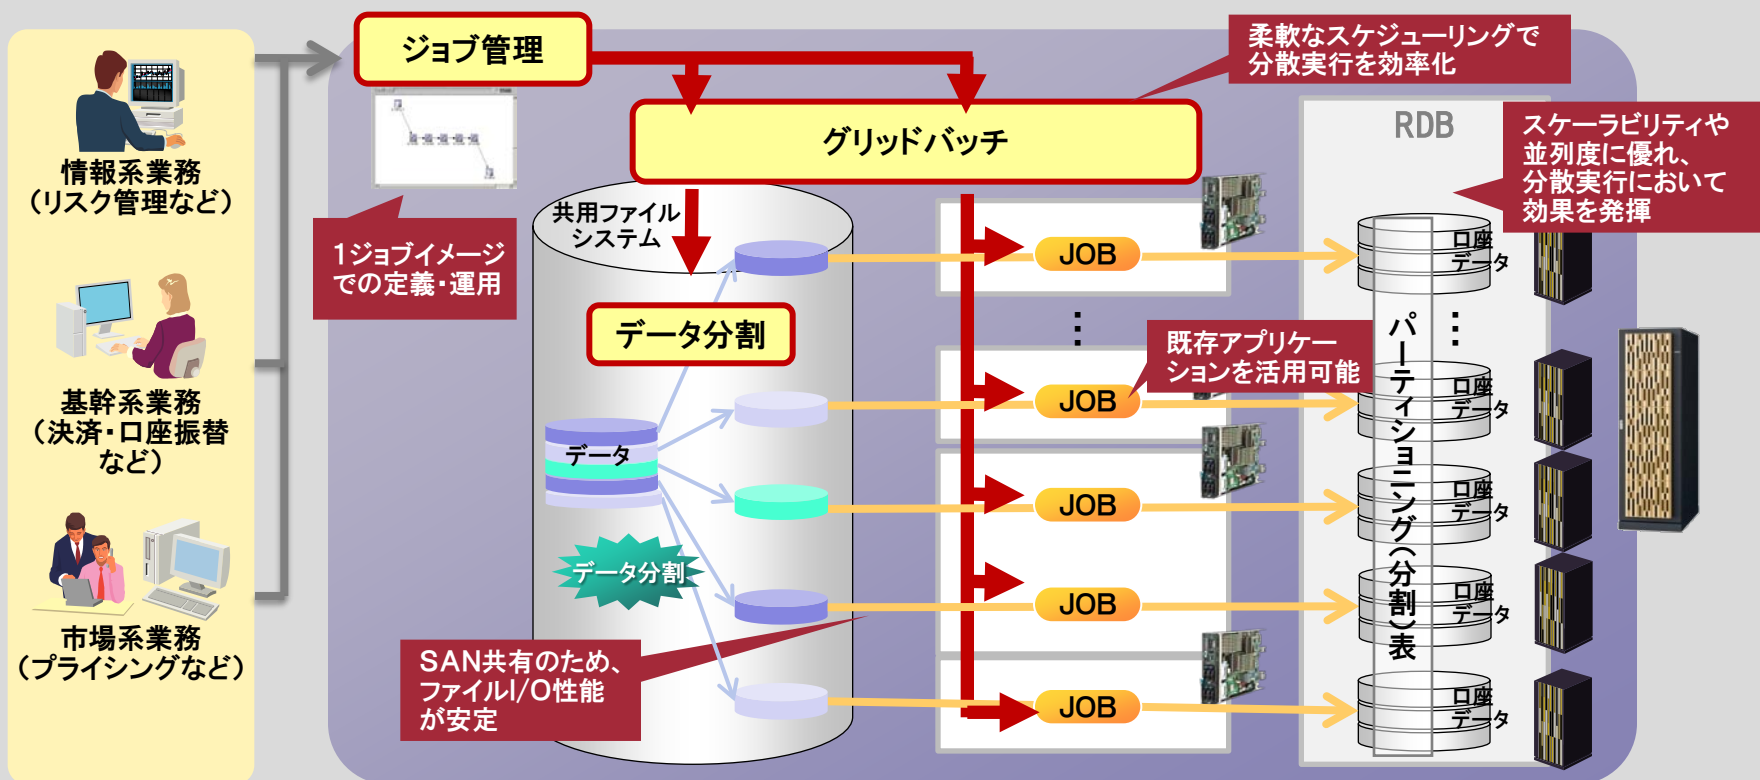 ジョブ管理
柔軟なスケジューリングで
分散実行を効率化
グリッドバッチ
RDB
スケーラビリティや
並列度に優れ、
分散実行において
効果を発揮
情報系業務
（リスク管理など）
1ジョブイメージ
での定義・運用
共用ファイル
システム
JOB
口座
データ
基幹系業務
（決済・口座振替
など）
データ分割
⋮
⋮
既存アプリケー
ションを活用可能
JOB
口座
データ
パーティショニング（分割）表
データ
JOB
口座
データ
データ分割
JOB
口座
データ
市場系業務
（プライシングなど）
SAN共有のため、
ファイルI/O性能
が安定
JOB
口座
データ